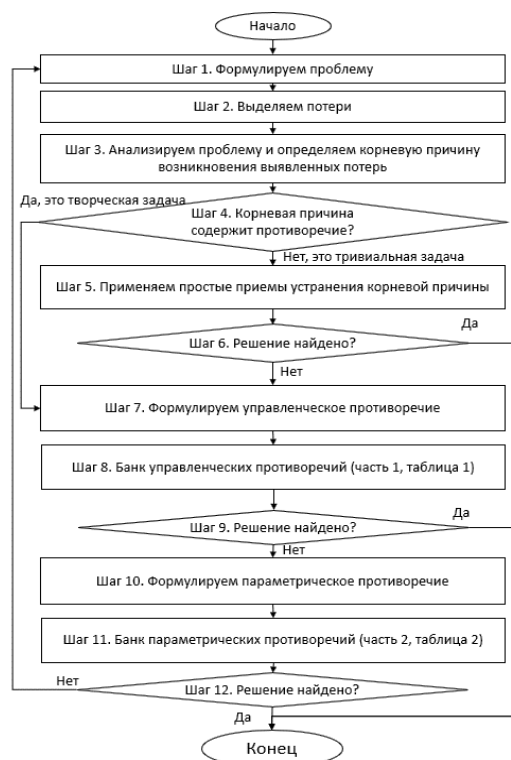 Начало
Шаг 1. Формулируем проблему
Шаг 2. Выделяем потери
Шаг 3. Анализируем проблему и определяем корневую причину
возникновения выявленных потерь
Да, это творческая задача
Шаг 4. Корневая причина
содержит противоречие?
Нет, это тривиальная задача
Шаг 5. Применяем простые приемы устранения корневой причины
Да
Шаг 6. Решение найдено?
Нет
Шаг 7. Формулируем управленческое противоречие
Шаг 8. Банк управленческих противоречий (часть 1, таблица 1)
Да
Шаг 9. Решение найдено?
Нет
Шаг 10. Формулируем параметрическое противоречие
Шаг 11. Банк параметрических противоречий (часть 2, таблица 2)
Нет
Шаг 12. Решение найдено?
Да
Конец